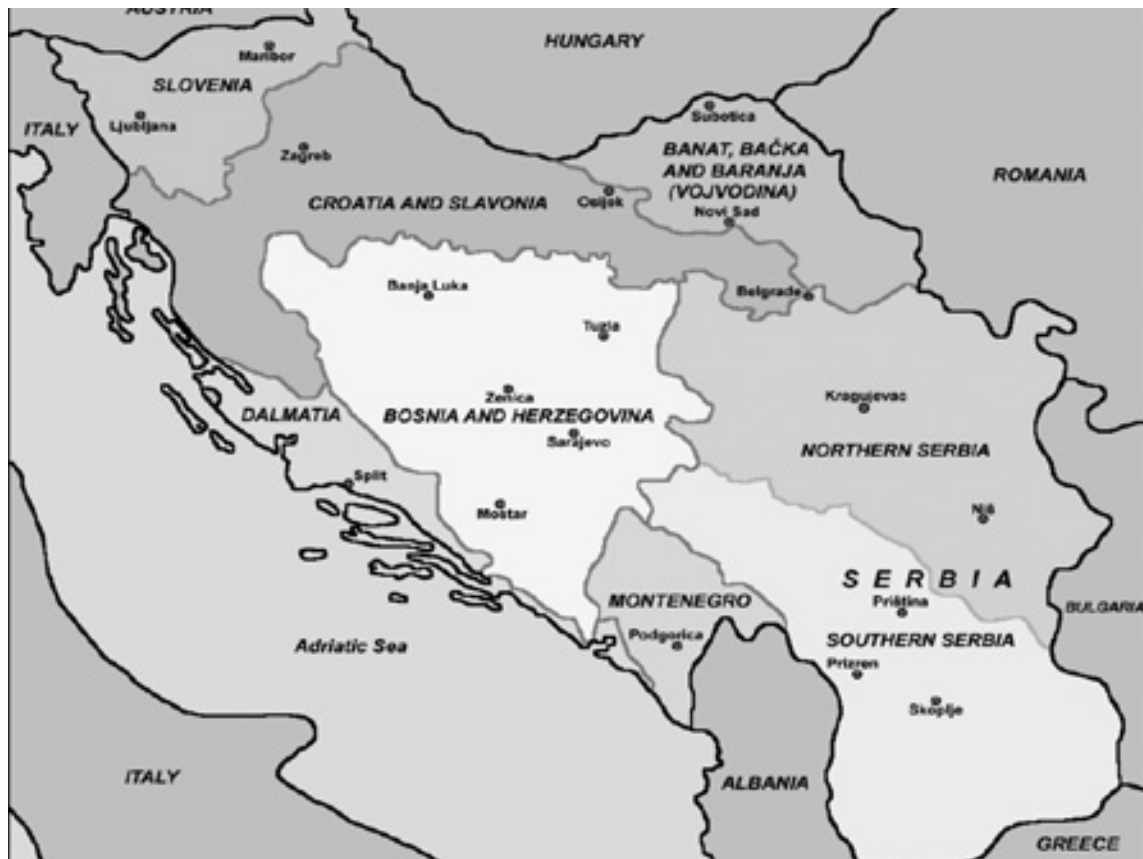 AUSTRIA
HUNGARY
Maribor
SLOVENIA
Ljubljana
ITALY
Zagreb
Subotica
BANAT, BAČKA
AND BARANJA
(VOJVODINA)
ROMANIA
CROATIA AND SLAVONIA
Osijek
Novi Sad
Banja Luka
Belgrade
Tuzla
Zenica
Kragujevac
DALMATIA
BOSNIA AND HERZEGOVINA
Sarajevo
NORTHERN SERBIA
Split
Mostar
Niš
SERBIA
MONTENEGRO
Priština
BULGARIA
Podgorica
SOUTHERN SERBIA
Adriatic Sea
Prizren
Skoplje
ITALY
ALBANIA
GREECE